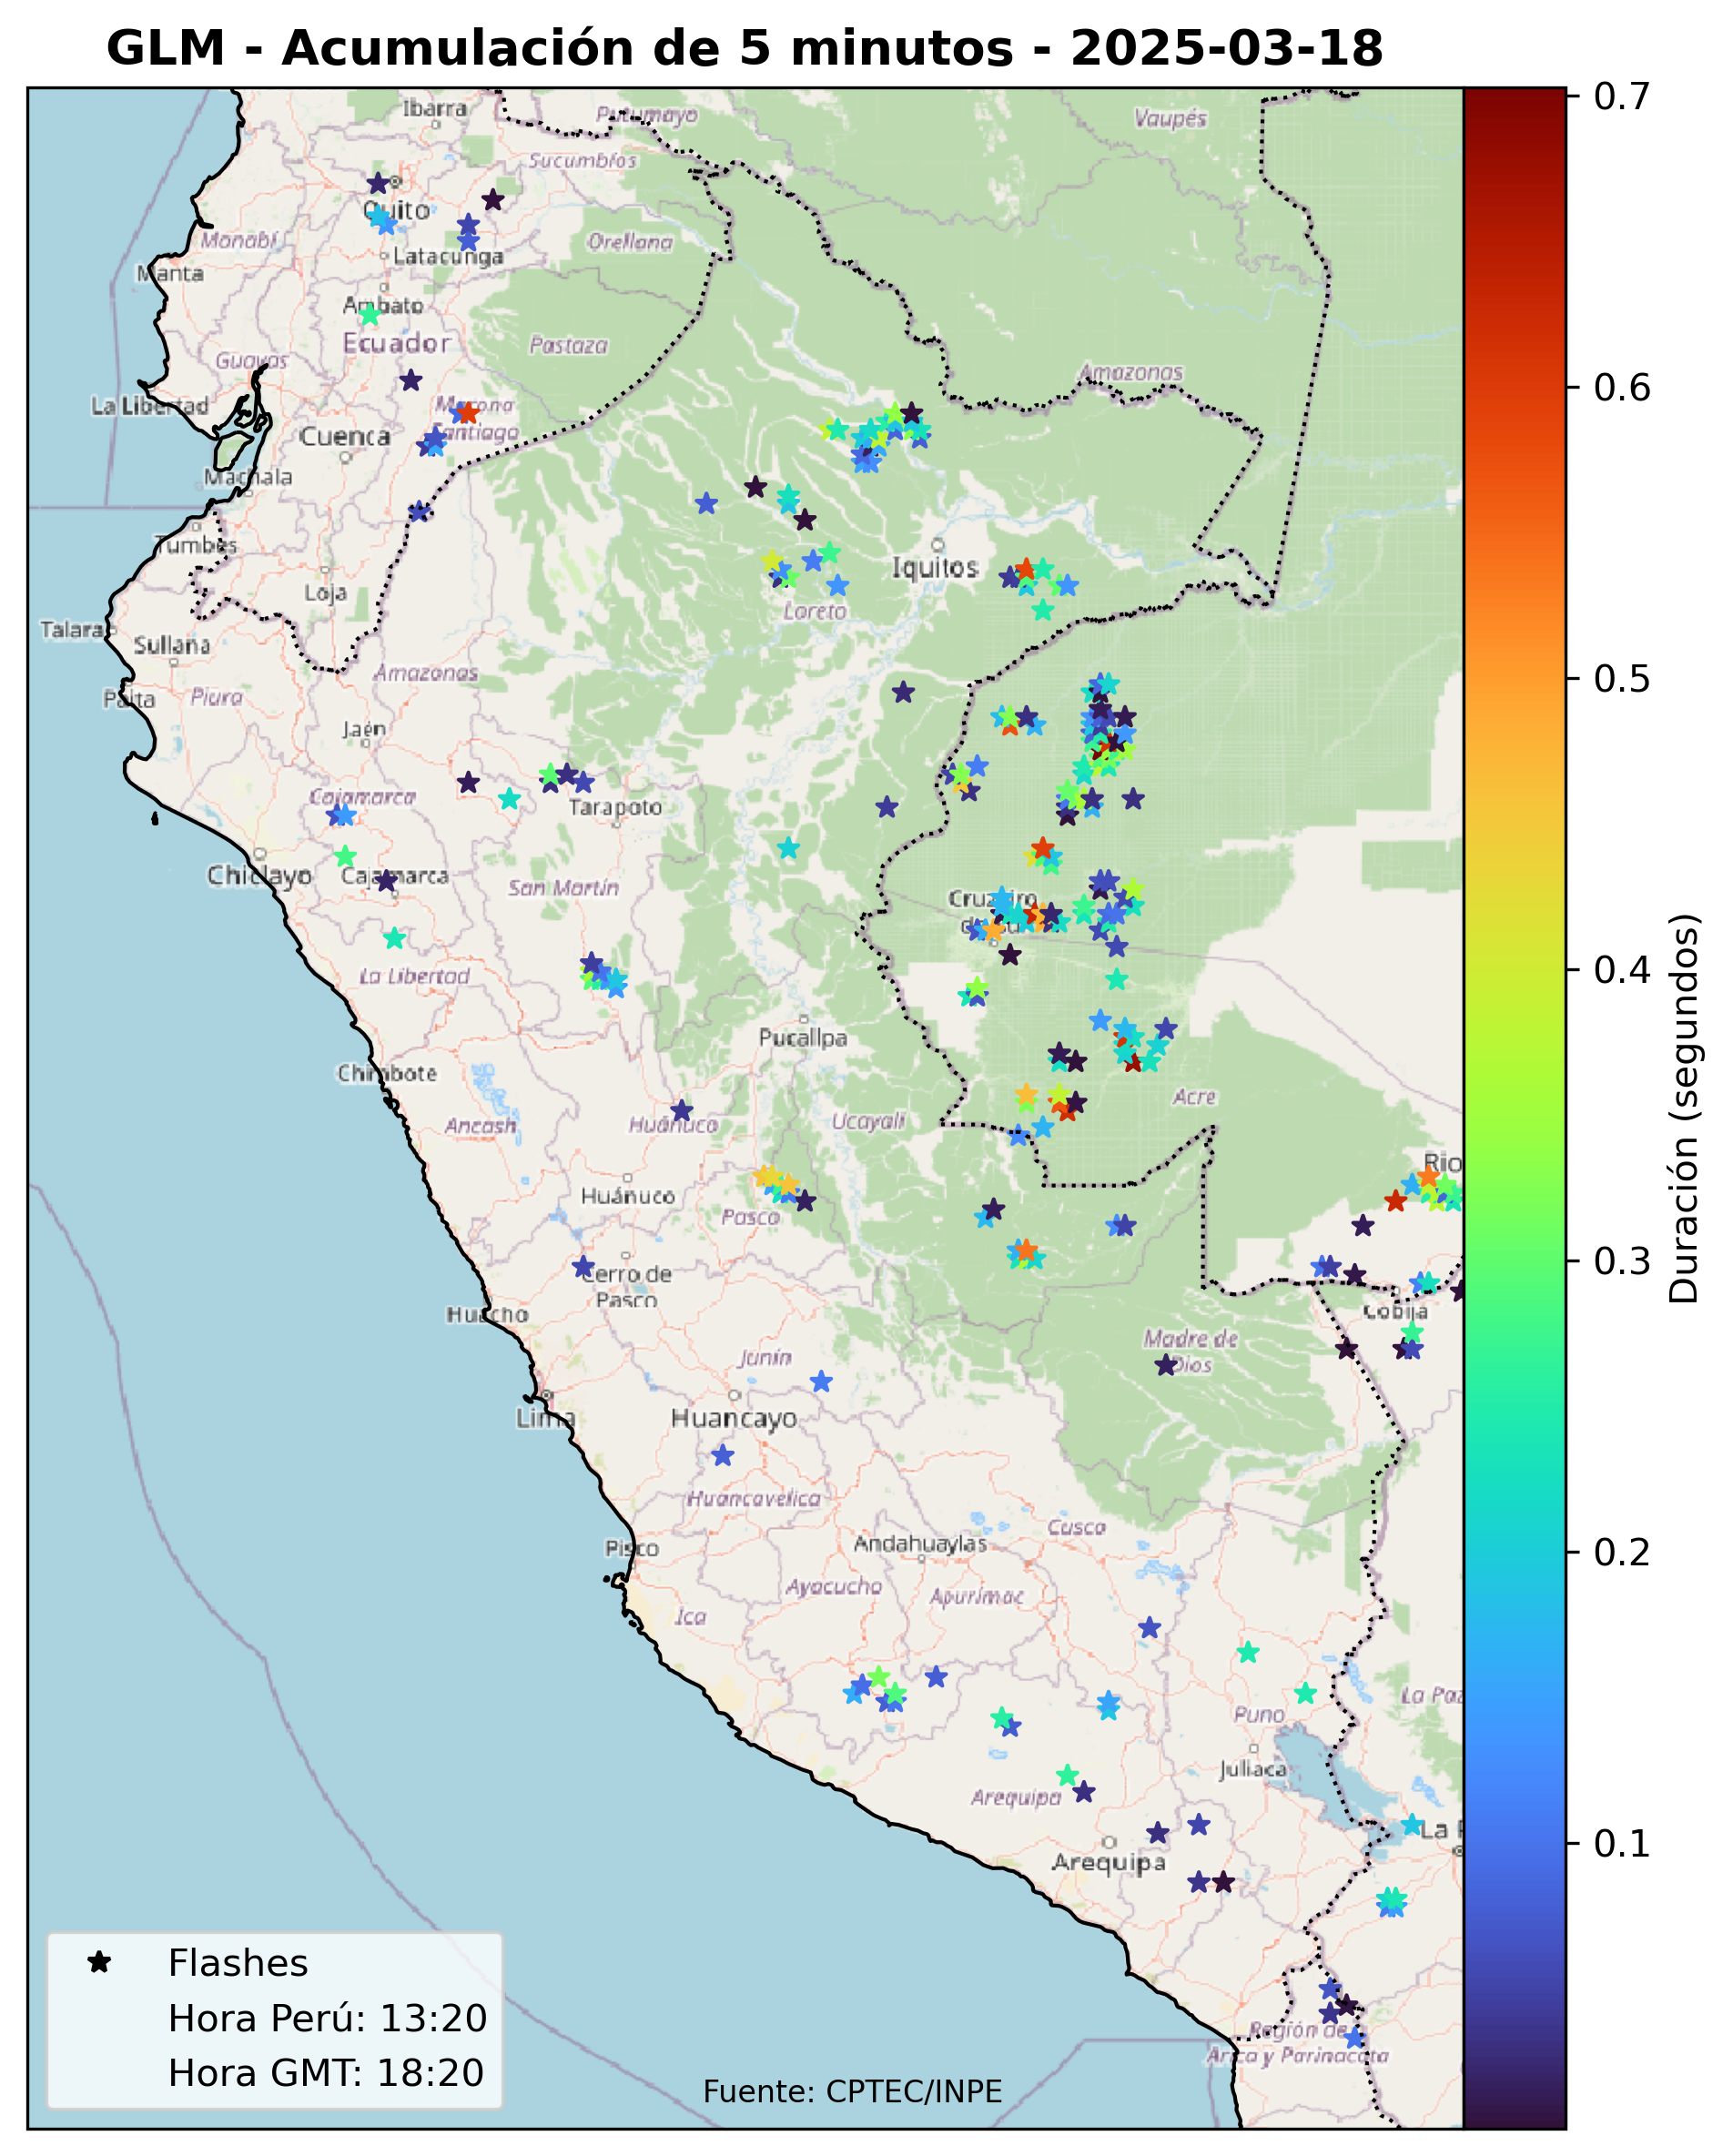 GLM - Acumulación de 5 minutos - 2025-03-18
Ibarra
Putumayo
Vaupés
Sucumbíos
Quito
Manabí
Orellana
Latacunga
Manta
Ambato
Ecuador
Pastaza
Guayas
Amazonas
La Libertad
Morona
Santiago
Cuenca
Machala
Tumbes
Iquitos
Loja
Loreto
Talara
Sullana
Amazonas
Paita
Piura
Jaén
Cajamarca
Tarapoto
Chiclayo
Cajamarca
San Martín
Cruzeiro
La Libertad
Pucallpa
Chimbote
Acre
Ancash
Huánuco
Ucayali
Rio
Huánuco
Pasco
Cerro de
Pasco
Huacho
Cobija
Madre de
Dios
Junín
Lima
Huancayo
Huancavelica
Cusco
Andahuaylas
Pisco
Ayacucho
Apurímac
Ica
La Paz
Puno
Juliaca
Arequipa
La P
Arequipa
Región de
Arica y Parinacota
Flashes
Hora Perú: 13:20
Hora GMT: 18:20
Fuente: CPTEC/INPE
0.7
0.6
0.5
0.4
0.3
0.2
0.1
Duración (segundos)